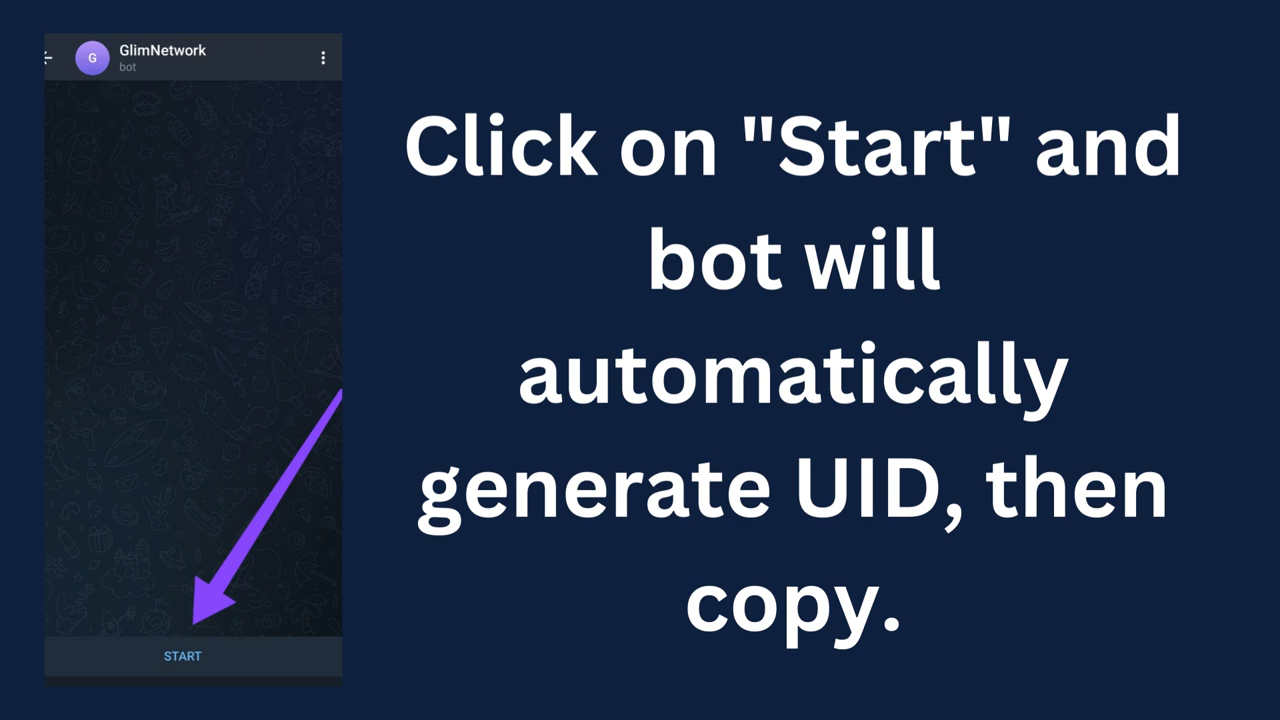 G
GlimNetwork
bot
START
Click on "Start" and
bot will
automatically
generate UID, then
copy.